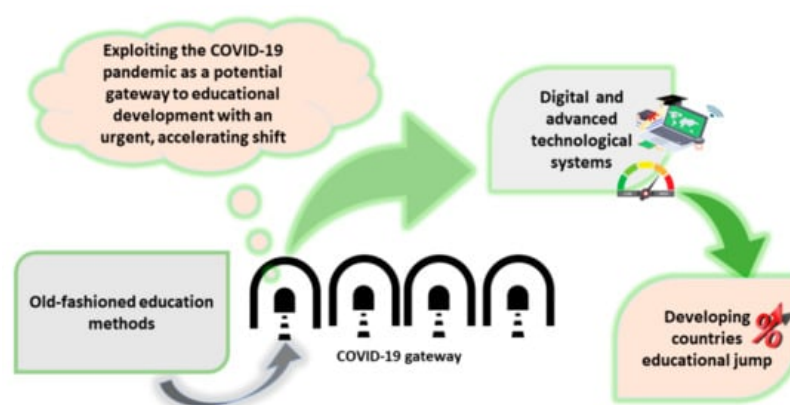 Exploiting the COVID-19
pandemic as a potential
gateway to educational
development with an
urgent, accelerating shift
Digital and
advanced
technological
systems
Old-fashioned education
methods
COVID-19 gateway
Developing
countries %
educational jump